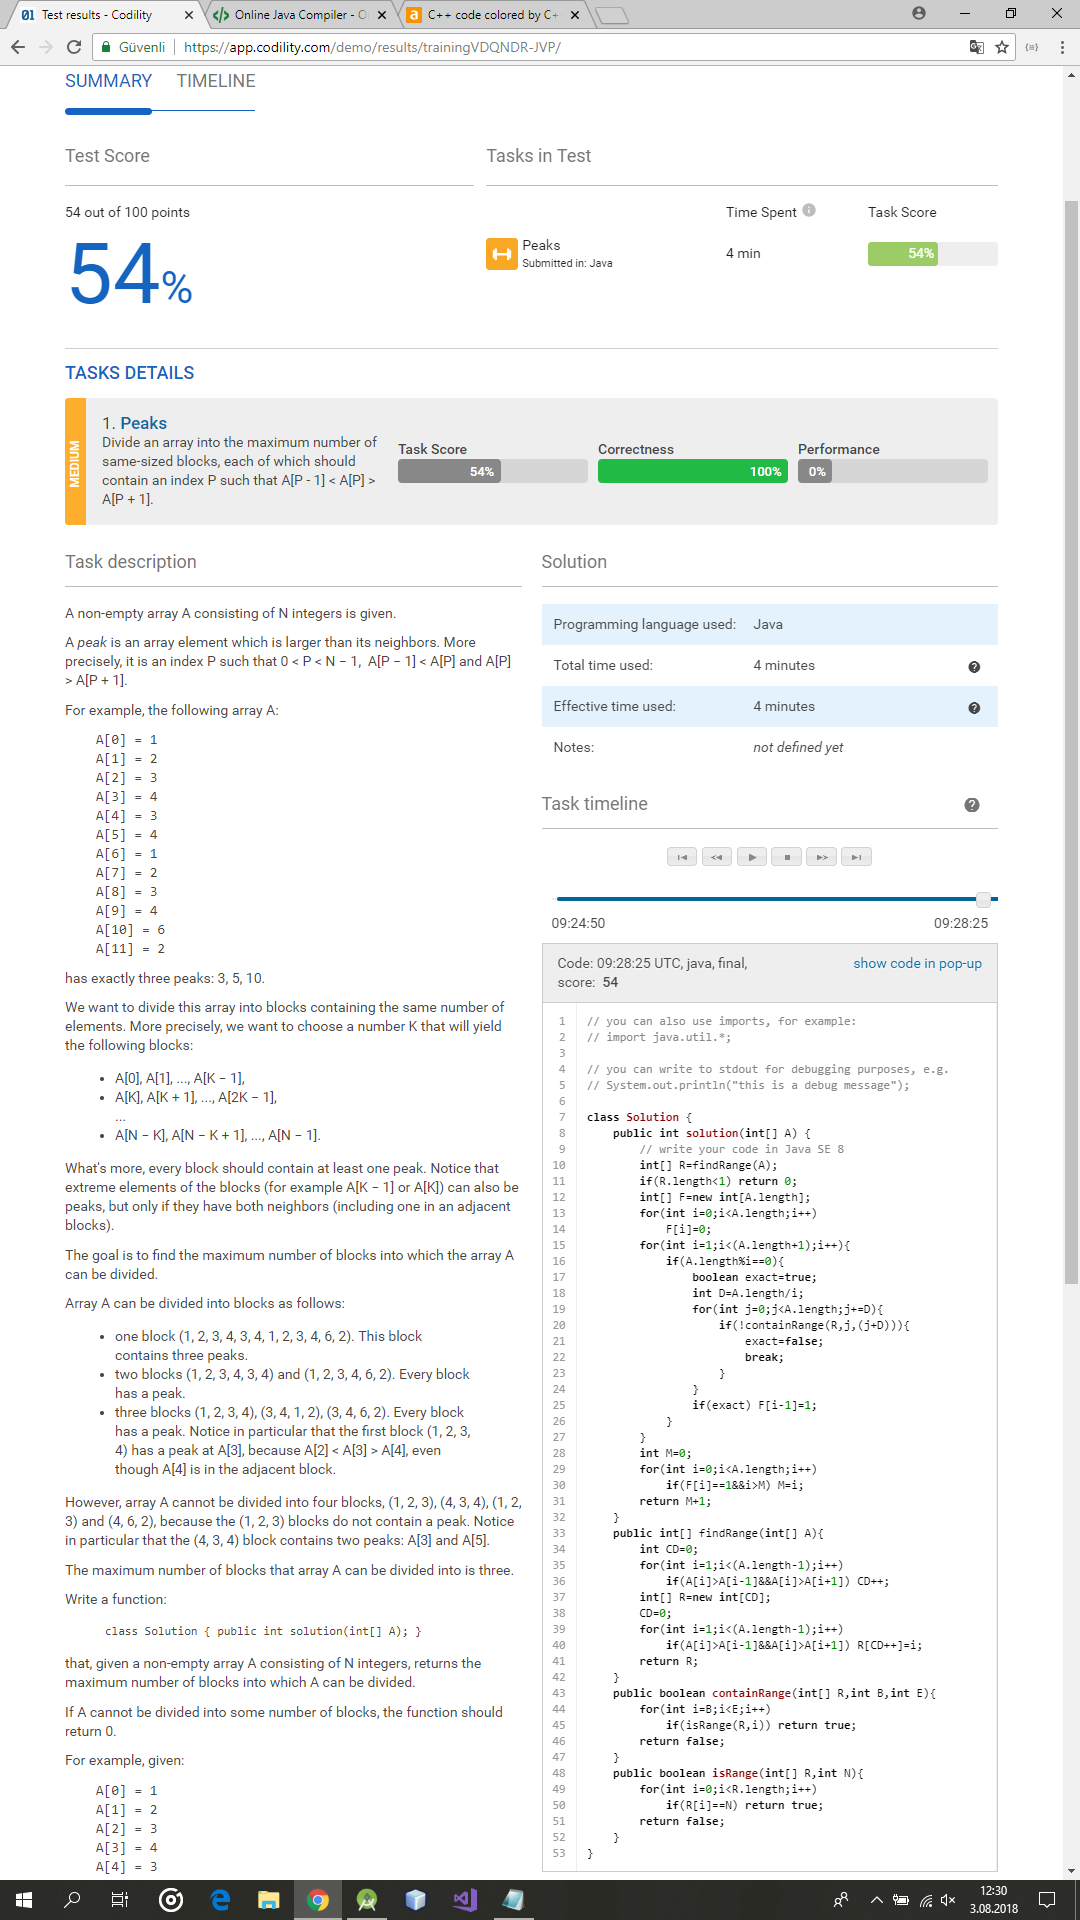 Test results - Codility
Online Java Compiler - O
C++ code colored by C+
Güvenli
https://app.codility.com/demo/results/trainingVDQNDR-JVP/
SUMMARY
TIMELINE
Test Score
Tasks in Test
54 out of 100 points
54%
Time Spent
Task Score
Peaks
Submitted in: Java
4 min
54%
TASKS DETAILS
MEDIUM
1. Peaks
Divide an array into the maximum number of
same-sized blocks, each of which should
contain an index P such that A[P - 1] < A[P] >
A[P + 1].
Task Score
54%
Correctness
100%
Performance
0%
Task description
A non-empty array A consisting of N integers is given.
A peak is an array element which is larger than its neighbors. More
precisely, it is an index P such that 0 < P < N − 1, A[P − 1] < A[P] and A[P]
> A[P + 1].
For example, the following array A:
A[0] = 1
A[1] = 2
A[2] = 3
A[3] = 4
A[4] = 3
A[5] = 4
A[6] = 1
A[7] = 2
A[8] = 3
A[9] = 4
A[10] = 6
A[11] = 2
has exactly three peaks: 3, 5, 10.
We want to divide this array into blocks containing the same number of
elements. More precisely, we want to choose a number K that will yield
the following blocks:
• A[0], A[1], ..., A[K − 1],
• A[K], A[K + 1], ..., A[2K − 1],
...
• A[N − K], A[N − K + 1], ..., A[N − 1].
What's more, every block should contain at least one peak. Notice that
extreme elements of the blocks (for example A[K − 1] or A[K]) can also be
peaks, but only if they have both neighbors (including one in an adjacent
blocks).
The goal is to find the maximum number of blocks into which the array A
can be divided.
Array A can be divided into blocks as follows:
• one block (1, 2, 3, 4, 3, 4, 1, 2, 3, 4, 6, 2). This block
contains three peaks.
• two blocks (1, 2, 3, 4, 3, 4) and (1, 2, 3, 4, 6, 2). Every block
has a peak.
• three blocks (1, 2, 3, 4), (3, 4, 1, 2), (3, 4, 6, 2). Every block
has a peak. Notice in particular that the first block (1, 2, 3,
4) has a peak at A[3], because A[2] < A[3] > A[4], even
though A[4] is in the adjacent block.
However, array A cannot be divided into four blocks, (1, 2, 3), (4, 3, 4), (1, 2,
3) and (4, 6, 2), because the (1, 2, 3) blocks do not contain a peak. Notice
in particular that the (4, 3, 4) block contains two peaks: A[3] and A[5].
The maximum number of blocks that array A can be divided into is three.
Write a function:
class Solution { public int solution(int[] A); }
that, given a non-empty array A consisting of N integers, returns the
maximum number of blocks into which A can be divided.
If A cannot be divided into some number of blocks, the function should
return 0.
For example, given:
A[0] = 1
A[1] = 2
A[2] = 3
A[3] = 4
A[4] = 3
Solution
Programming language used: Java
Total time used: 4 minutes
Effective time used: 4 minutes
Notes: not defined yet
Task timeline
09:24:50
09:28:25
Code: 09:28:25 UTC, java, final,
score: 54
show code in pop-up
1 // you can also use imports, for example:
2 // import java.util.*;
3
4 // you can write to stdout for debugging purposes, e.g.
5 // System.out.println("this is a debug message");
6
7 class Solution {
8 public int solution(int[] A) {
9 // write your code in Java SE 8
10 int[] R=findRange(A);
11 if(R.length<1) return 0;
12 int[] F=new int[A.length];
13 for(int i=0;i<A.length;i++)
14 F[i]=0;
15 for(int i=1;i<(A.length+1);i++){
16 if(A.length%i==0){
17 boolean exact=true;
18 int D=A.length/i;
19 for(int j=0;j<A.length;j+=D){
20 if(!containRange(R,j,(j+D))){
21 exact=false;
22 break;
23 }
24 }
25 if(exact) F[i-1]=1;
26 }
27 }
28 int M=0;
29 for(int i=0;i<A.length;i++)
30 if(F[i]==1&&i>M) M=i;
31 return M+1;
32 }
33 public int[] findRange(int[] A){
34 int CD=0;
35 for(int i=1;i<(A.length-1);i++)
36 if(A[i]>A[i-1]&&A[i]>A[i+1]) CD++;
37 int[] R=new int[CD];
38 CD=0;
39 for(int i=1;i<(A.length-1);i++)
40 if(A[i]>A[i-1]&&A[i]>A[i+1]) R[CD++]=i;
41 return R;
42 }
43 public boolean containRange(int[] R,int B,int E){
44 for(int i=B;i<E;i++)
45 if(isRange(R,i)) return true;
46 return false;
47 }
48 public boolean isRange(int[] R,int N){
49 for(int i=0;i<R.length;i++)
50 if(R[i]==N) return true;
51 return false;
52 }
53 }
12:30
3.08.2018